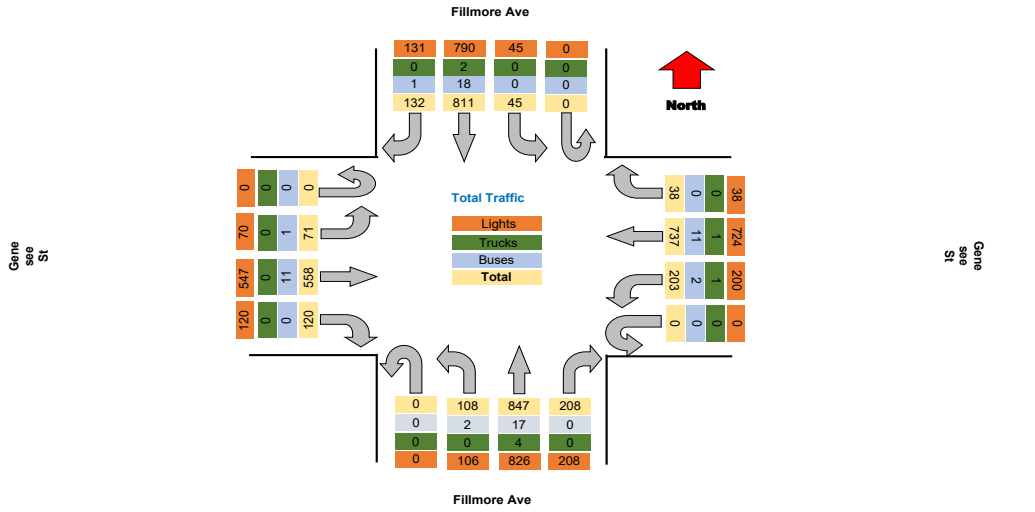 Fillmore Ave
131 790 45 0
0 2 0 0
1 18 0 0
132 811 45 0
North
0 0 0 0
70 0 1 71
547 0 11 558
120 0 0 120
Gene
see
St
Total Traffic
Lights
Trucks
Buses
Total
38 0 0 38
737 11 1 724
203 2 1 200
0 0 0 0
Gene
see
St
0 108 847 208
0 2 17 0
0 0 4 0
0 106 826 208
Fillmore Ave